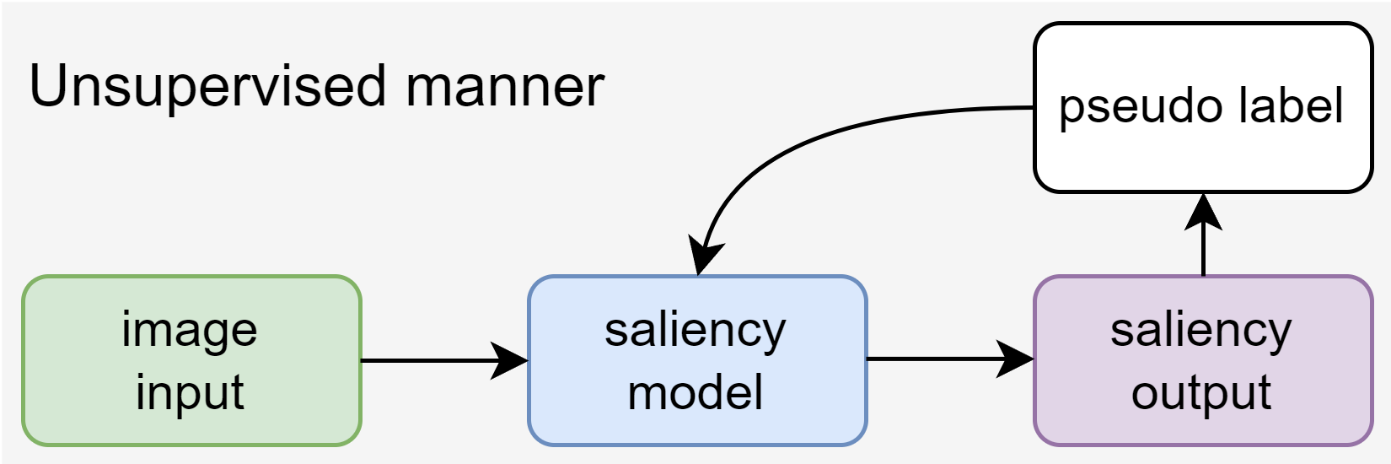 Unsupervised manner
pseudo label
image
input
saliency
model
saliency
output